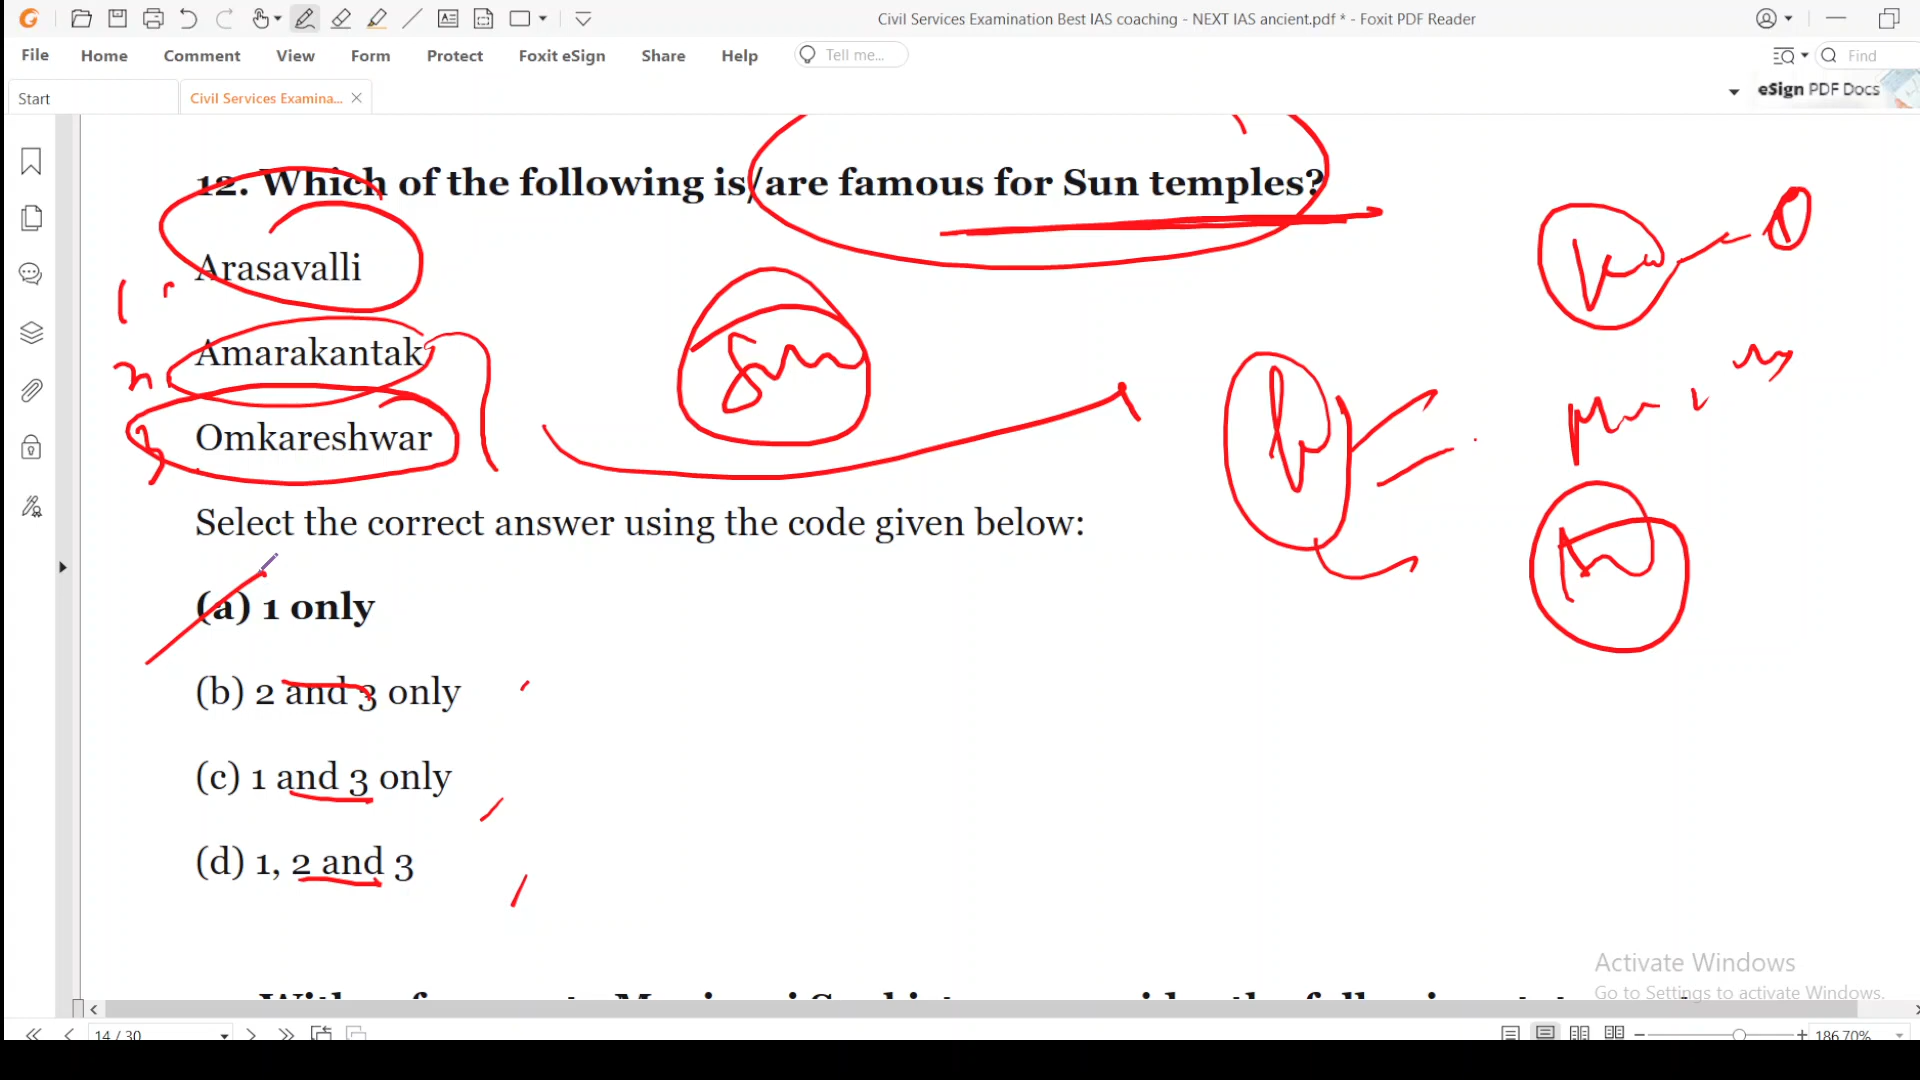 Civil Services Examination Best IAS coaching - NEXT IAS ancient.pdf * - Foxit PDF Reader
File Home Comment View Form Protect Foxit eSign Share Help Tell me... Find
Start Civil Services Examina... eSign PDF Docs
12. Which of the following is/are famous for Sun temples?
Arasavalli
Amarakantak
Omkareshwar
Sun
Select the correct answer using the code given below:
(a) 1 only
(b) 2 and 3 only
(c) 1 and 3 only
(d) 1, 2 and 3
Activate Windows
Go to Settings to activate Windows.
14 / 30 186.70%